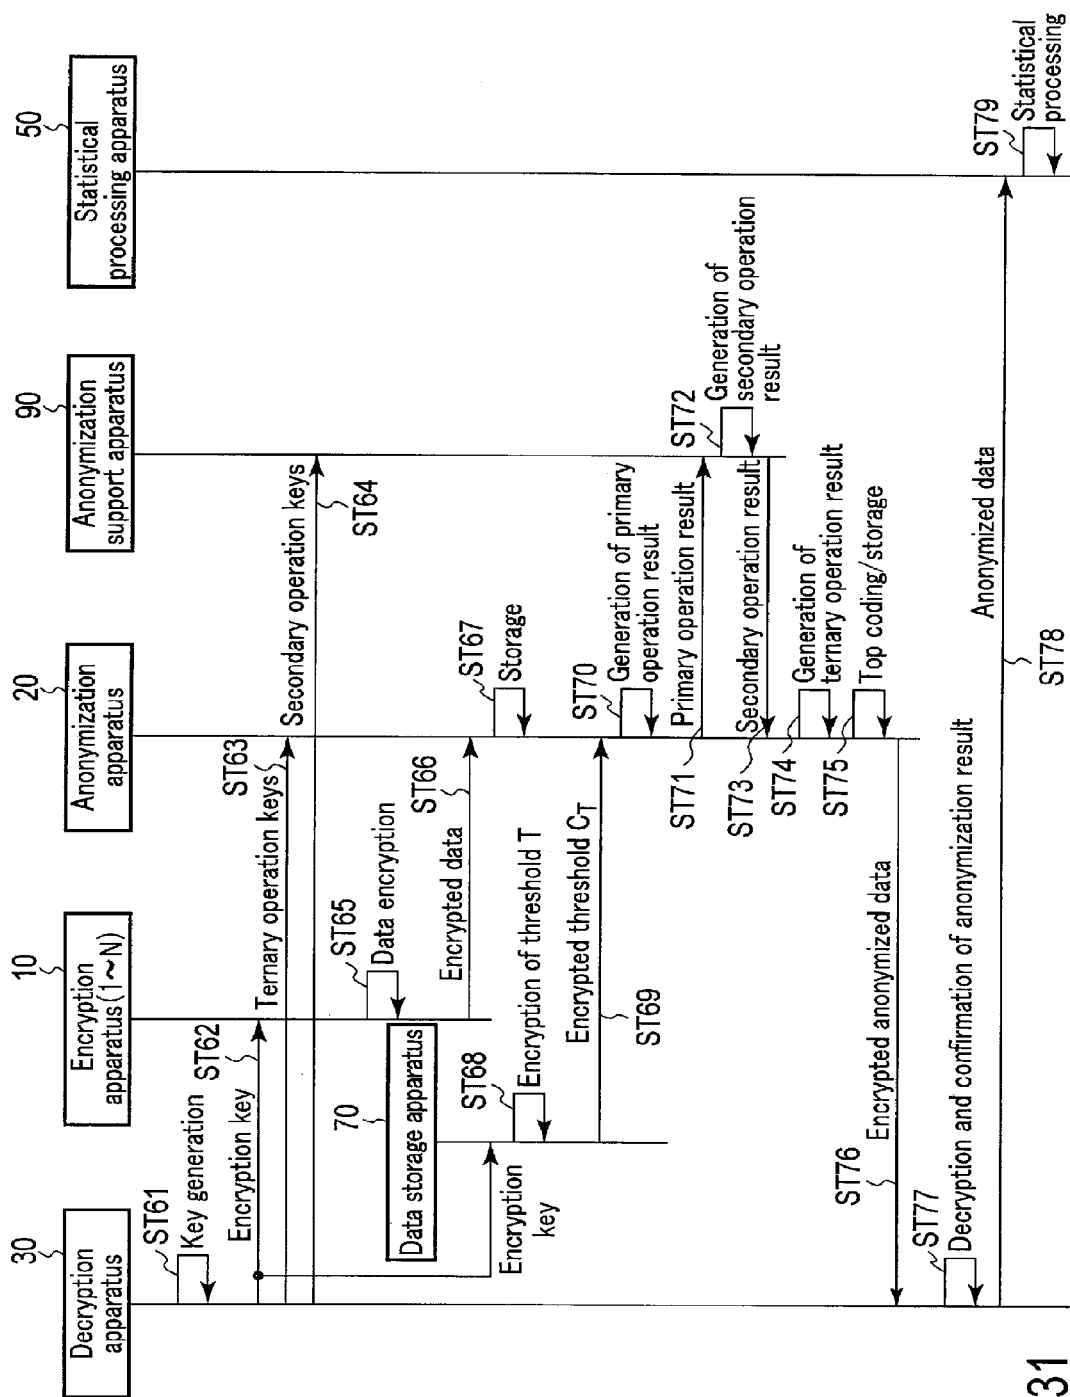 30
Decryption
apparatus
10
Encryption
apparatus(1~N)
20
Anonymization
apparatus
90
Anonymization
support apparatus
50
Statistical
processing apparatus
ST61
Key generation
Encryption key
ST62
Ternary operation keys
ST63
Secondary operation keys
ST64
ST65
Data encryption
70
Data storage apparatus
Encryption
key
Encrypted data
ST66
ST67
Storage
ST68
Encryption of threshold T
Encrypted threshold CT
ST69
ST70
Generation of primary
operation result
ST71
Primary operation result
ST72
Generation of
secondary operation
result
ST73
Secondary operation result
ST74
Generation of
ternary operation result
ST75
Top coding/storage
ST76
Encrypted anonymized data
ST77
Decryption and confirmation of anonymization result
Anonymized data
ST78
ST79
Statistical
processing
31